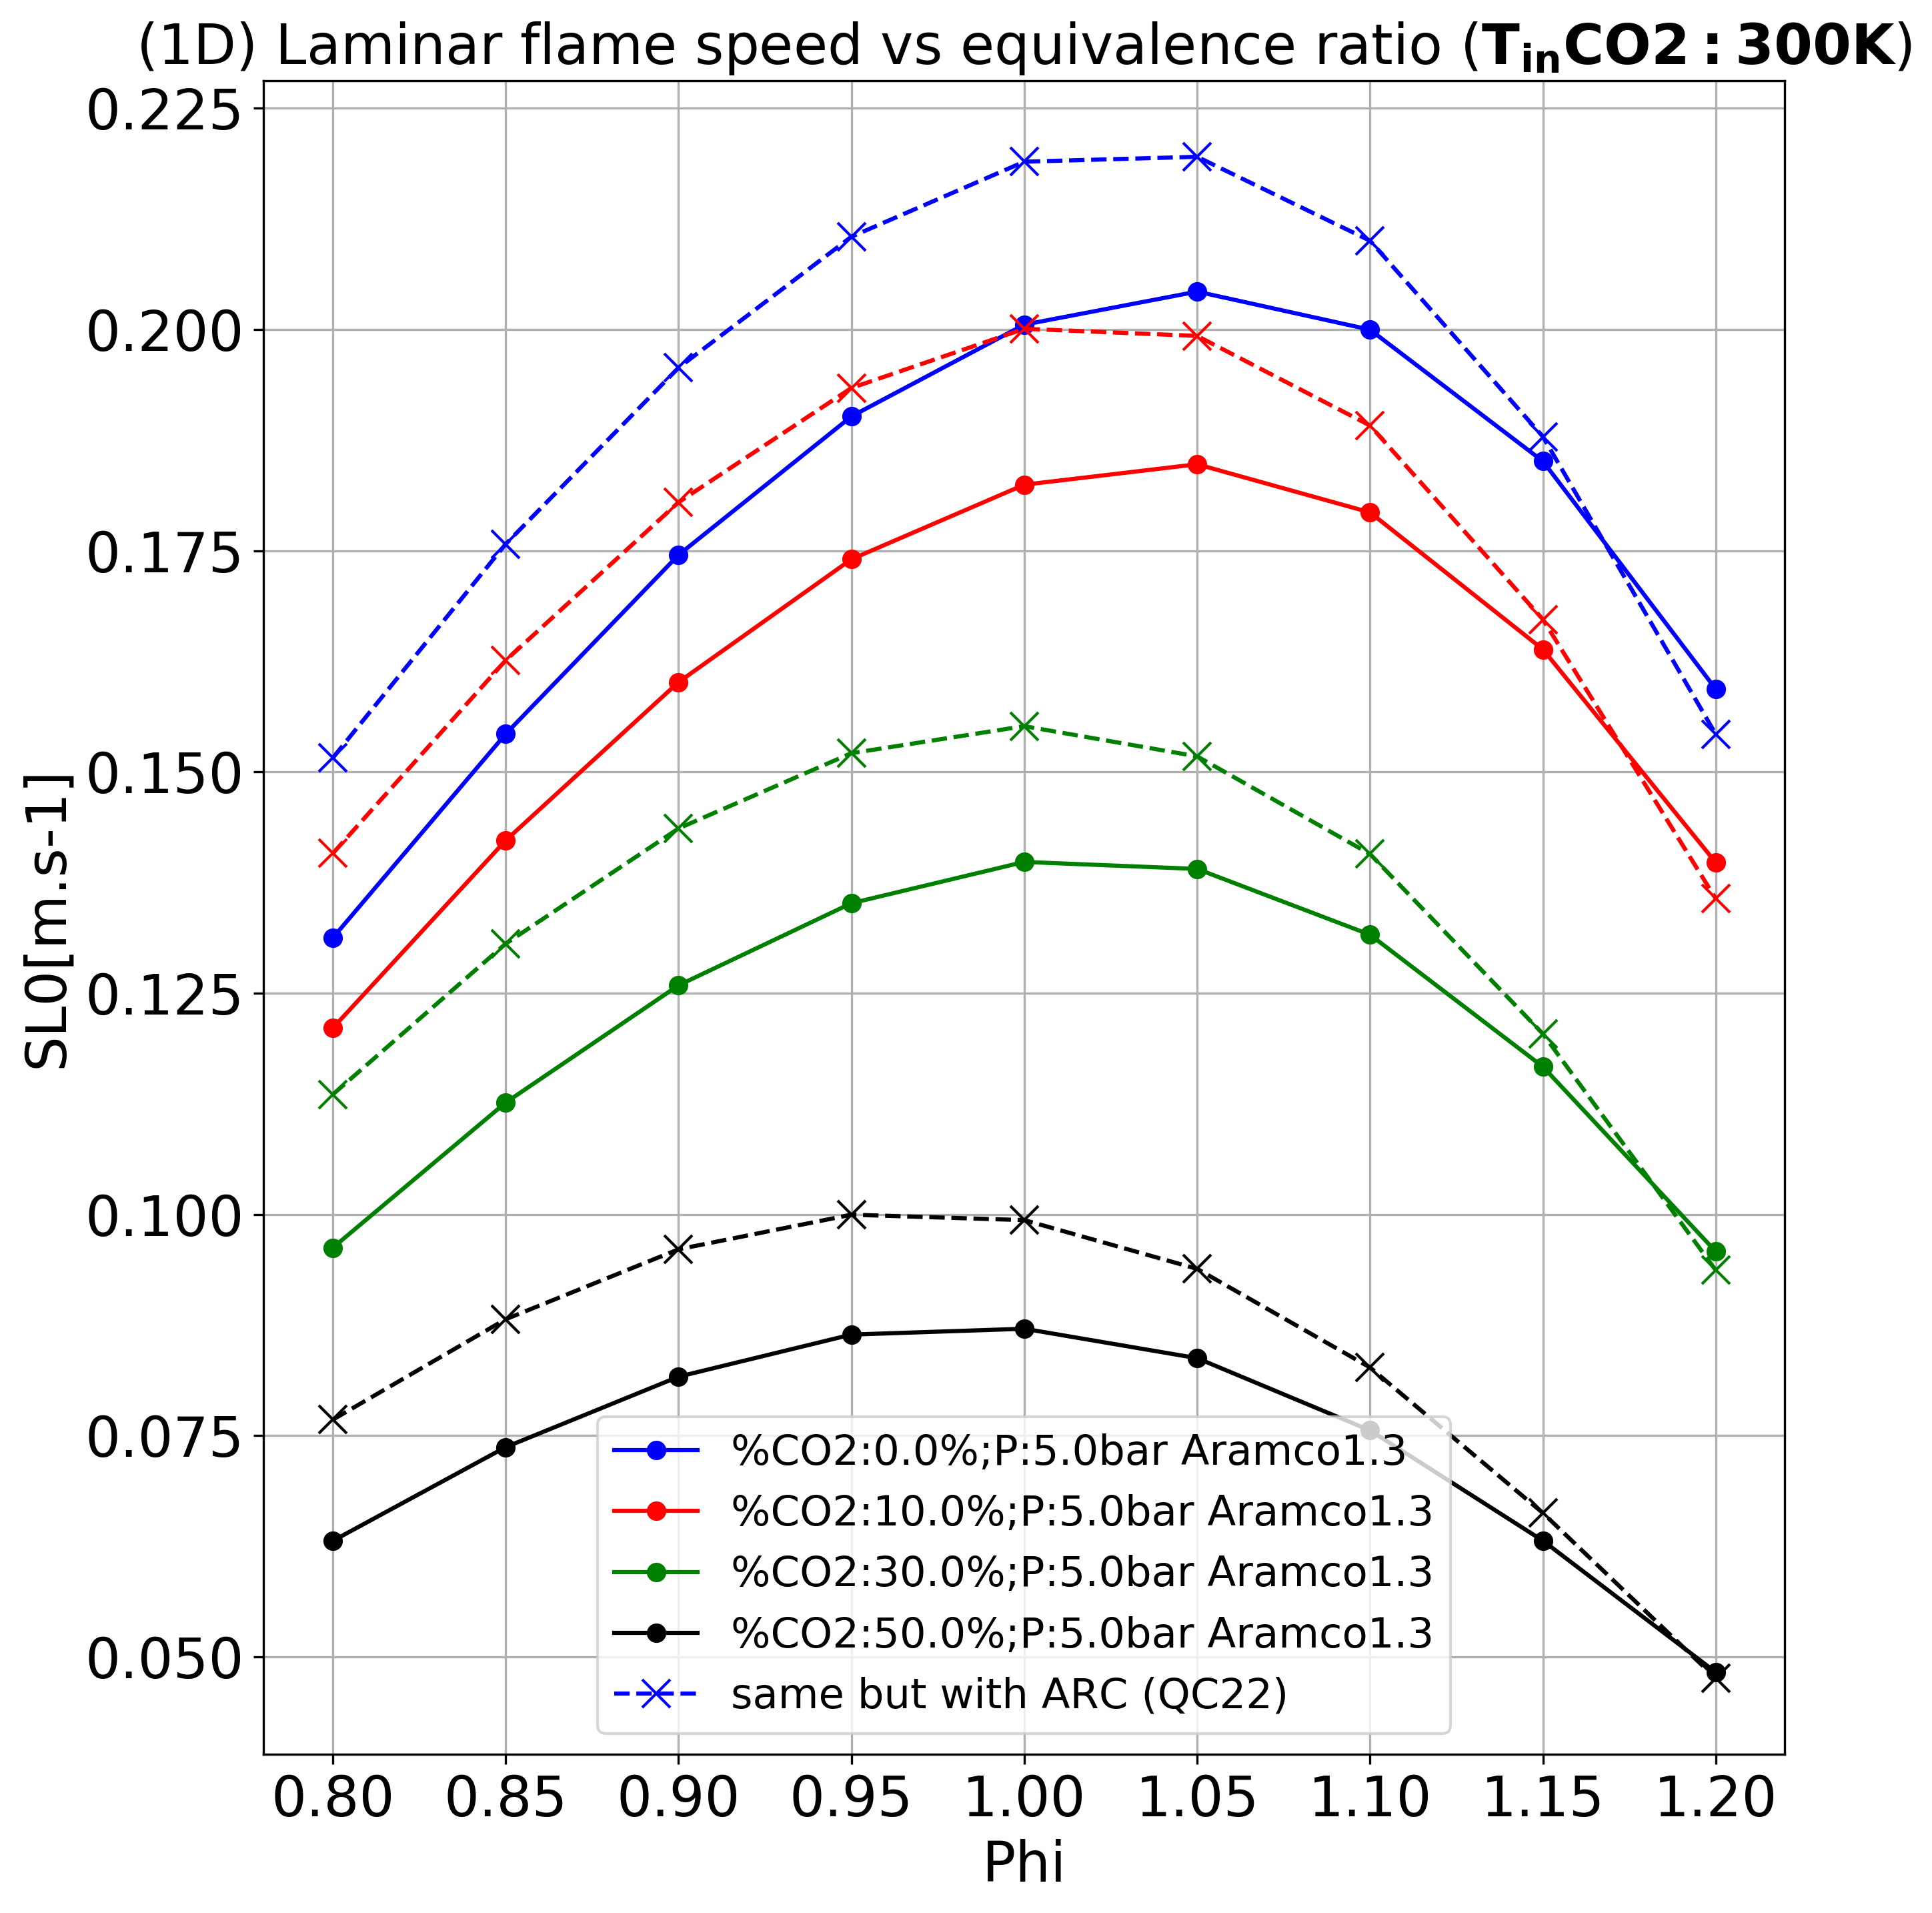 (1D) Laminar flame speed vs equivalence ratio (TinCO2 : 300K)
0.225
0.200
0.175
0.150
0.125
0.100
0.075
0.050
SL0[m.s-1]
%CO2:0.0%;P:5.0bar Aramco1.3
%CO2:10.0%;P:5.0bar Aramco1.3
%CO2:30.0%;P:5.0bar Aramco1.3
%CO2:50.0%;P:5.0bar Aramco1.3
same but with ARC (QC22)
0.80 0.85 0.90 0.95 1.00 1.05 1.10 1.15 1.20
Phi